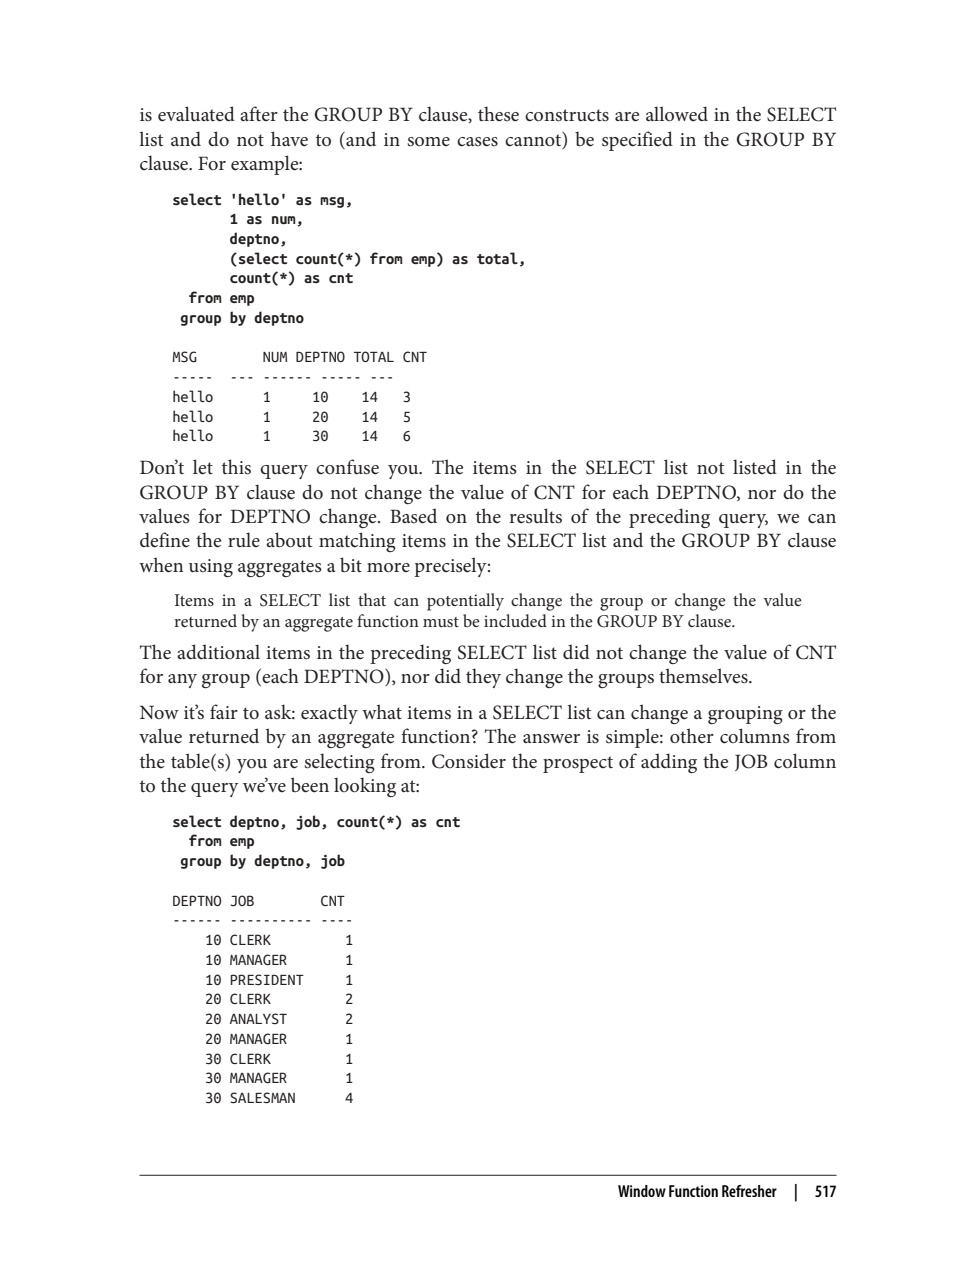 is evaluated after the GROUP BY clause, these constructs are allowed in the SELECT
list and do not have to (and in some cases cannot) be specified in the GROUP BY
clause. For example:
select 'hello' as msg,
       1 as num,
       deptno,
       (select count(*) from emp) as total,
       count(*) as cnt
  from emp
 group by deptno
MSG        NUM DEPTNO TOTAL CNT
-----  --- ------ ----- ---
hello      1     10    14   3
hello      1     20    14   5
hello      1     30    14   6
Don’t let this query confuse you. The items in the SELECT list not listed in the
GROUP BY clause do not change the value of CNT for each DEPTNO, nor do the
values for DEPTNO change. Based on the results of the preceding query, we can
define the rule about matching items in the SELECT list and the GROUP BY clause
when using aggregates a bit more precisely:
Items in a SELECT list that can potentially change the group or change the value
returned by an aggregate function must be included in the GROUP BY clause.
The additional items in the preceding SELECT list did not change the value of CNT
for any group (each DEPTNO), nor did they change the groups themselves.
Now it’s fair to ask: exactly what items in a SELECT list can change a grouping or the
value returned by an aggregate function? The answer is simple: other columns from
the table(s) you are selecting from. Consider the prospect of adding the JOB column
to the query we’ve been looking at:
select deptno, job, count(*) as cnt
  from emp
 group by deptno, job
DEPTNO JOB        CNT
------ ---------- ----
    10 CLERK         1
    10 MANAGER       1
    10 PRESIDENT     1
    20 CLERK         2
    20 ANALYST       2
    20 MANAGER       1
    30 CLERK         1
    30 MANAGER       1
    30 SALESMAN      4
Window Function Refresher | 517